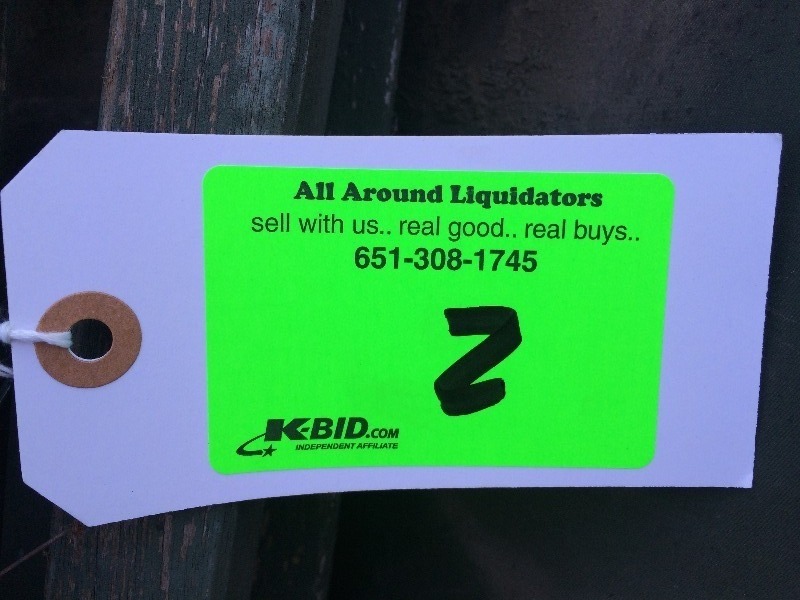 All Around Liquidators
sell with us.. real good.. real buys..
651-308-1745
2
K-BID.COM
INDEPENDENT AFFILIATE